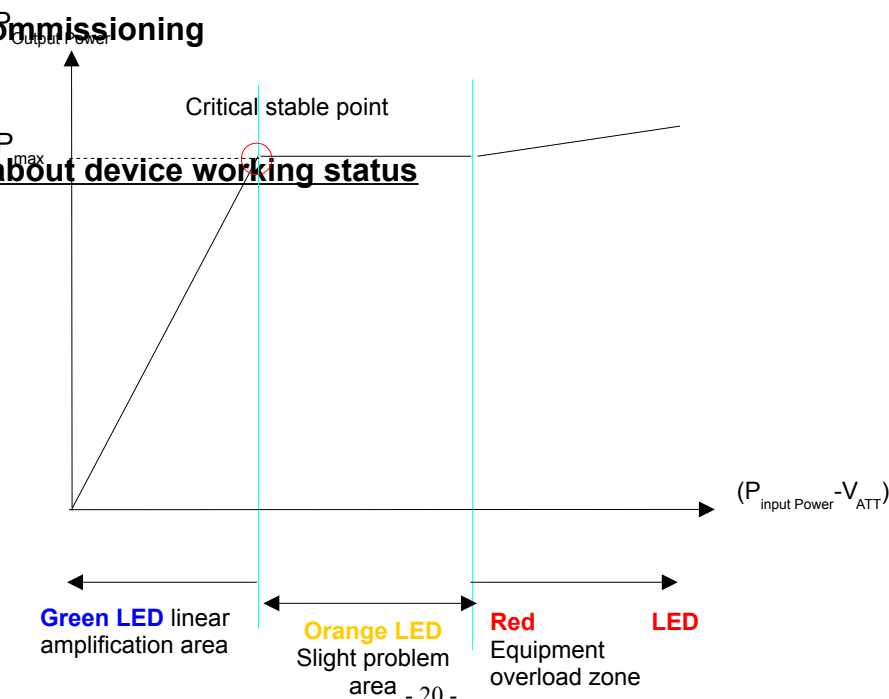 ommissioning
P Output Power
Critical stable point
P max
about device working status
(P input Power -V ATT)
Green LED linear
amplification area
Orange LED
Slight problem
area
Red LED
Equipment
overload zone
- 20 -